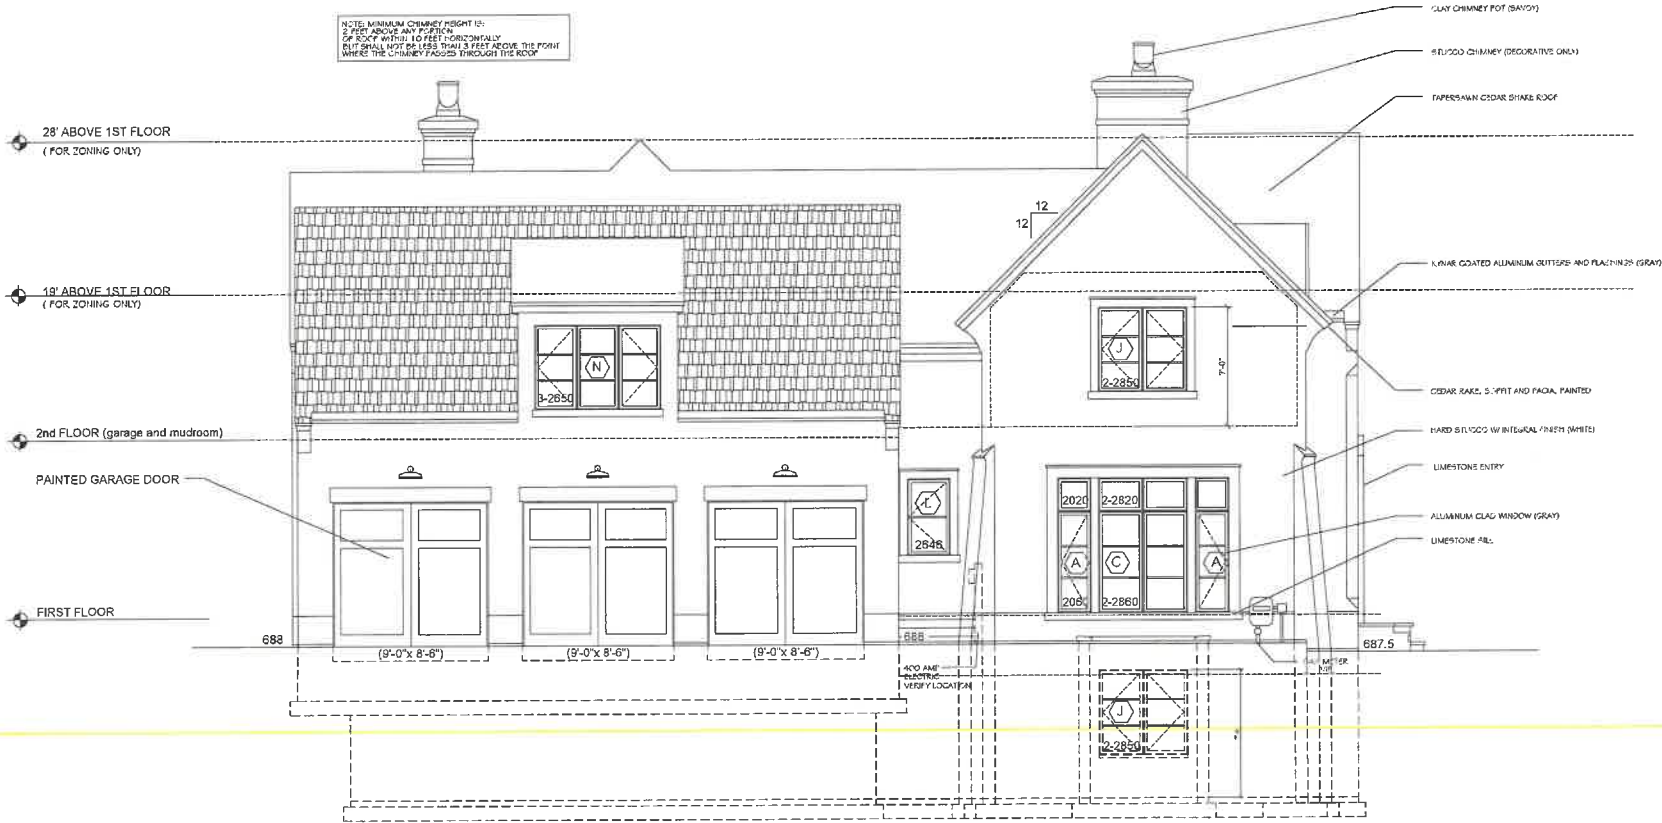 NOTE: MINIMUM CHIMNEY HEIGHT IS:
2 FEET ABOVE ANY PORTION
OF ROOF WITHIN 10 FEET HORIZONTALLY
BUT SHALL NOT BE LESS THAN 3 FEET ABOVE THE POINT
WHERE THE CHIMNEY PASSES THROUGH THE ROOF
CLAY CHIMNEY POT (SAVOY)
STUCCO CHIMNEY (DECORATIVE ONLY)
TAPERSAWN CEDAR SHAKE ROOF
28' ABOVE 1ST FLOOR
( FOR ZONING ONLY)
12
12
KYNAR COATED ALUMINUM GUTTERS AND FLASHINGS (GRAY)
19' ABOVE 1ST FLOOR
( FOR ZONING ONLY)
N
3-2650
J
2-2850
7'-0"
CEDAR RAKE, SOFFIT AND FACIA, PAINTED
2nd FLOOR (garage and mudroom)
HARD STUCCO W/ INTEGRAL FINISH (WHITE)
LIMESTONE ENTRY
PAINTED GARAGE DOOR
L
2646
2020
2-2820
ALUMINUM CLAD WINDOW (GRAY)
LIMESTONE SILL
A
C
A
2-2860
FIRST FLOOR
688
688
687.5
(9'-0"x 8'-6")
(9'-0"x 8'-6")
(9'-0"x 8'-6")
400 AMP
ELECTRIC
VERIFY LOCATION
METER
J
2-2850